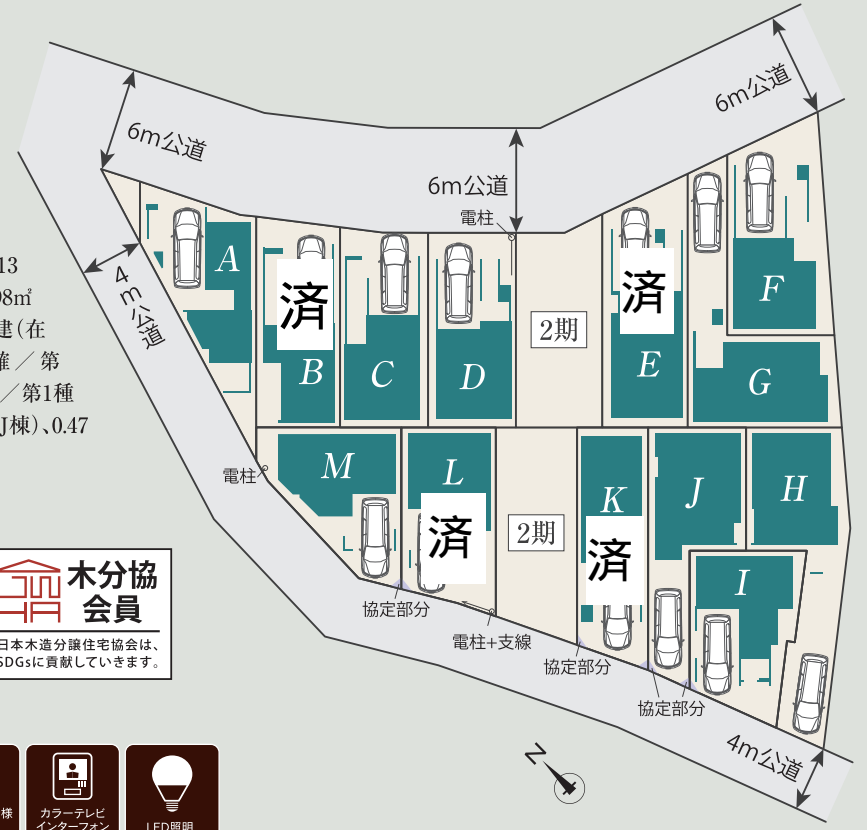 6m公道
6m公道
6m公道
電柱
4m公道
13
98㎡
建(在
権／第
／第1種
J棟)、0.47
A
済
B
C
D
2期
済
E
F
G
M
L
済
2期
K
済
J
H
I
電柱
協定部分
電柱+支線
協定部分
協定部分
4m公道
N
木分協
会員
日本木造分譲住宅協会は、
SDGsに貢献していきます。
様
カラーテレビ
インターフォン
LED照明